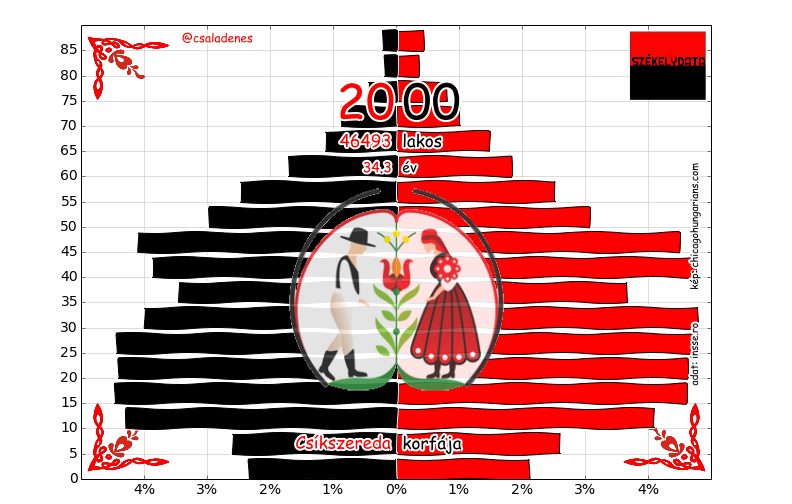 @csaladenes
SZÉKELYDATA
2000
46493 lakos
34.3 év
Csíkszereda korfája
kép: chicagohungarians.com
adat: insse.ro
85
80
75
70
65
60
55
50
45
40
35
30
25
20
15
10
5
0
4% 3% 2% 1% 0% 1% 2% 3% 4%